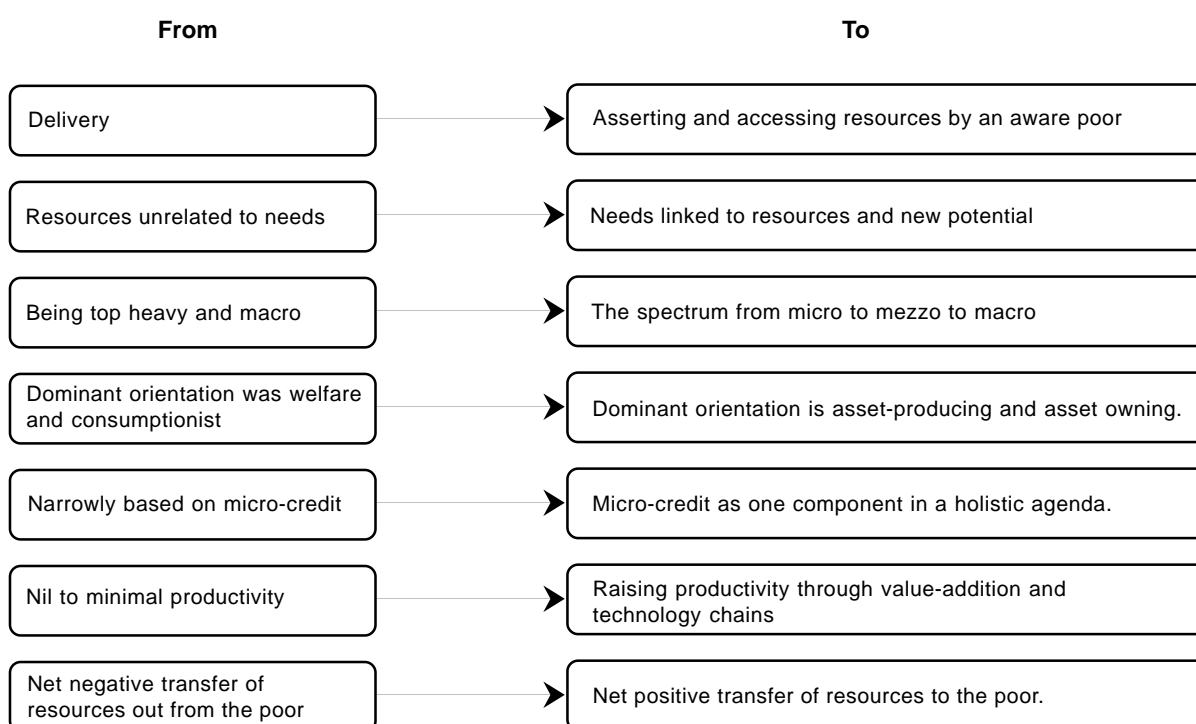 From
To
Delivery
Asserting and accessing resources by an aware poor
Resources unrelated to needs
Needs linked to resources and new potential
Being top heavy and macro
The spectrum from micro to mezzo to macro
Dominant orientation was welfare
and consumptionist
Dominant orientation is asset-producing and asset owning.
Narrowly based on micro-credit
Micro-credit as one component in a holistic agenda.
Nil to minimal productivity
Raising productivity through value-addition and
technology chains
Net negative transfer of
resources out from the poor
Net positive transfer of resources to the poor.